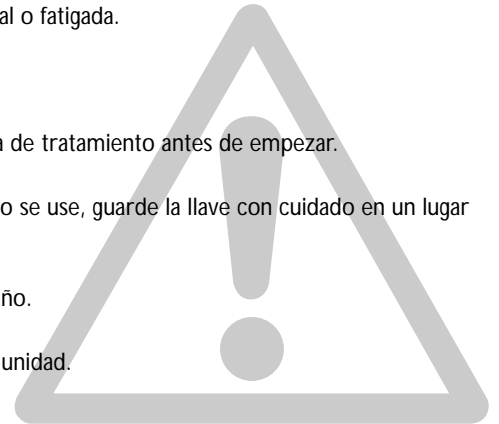 al o fatigada.
a de tratamiento antes de empezar.
o se use, guarde la llave con cuidado en un lugar
ño.
unidad.